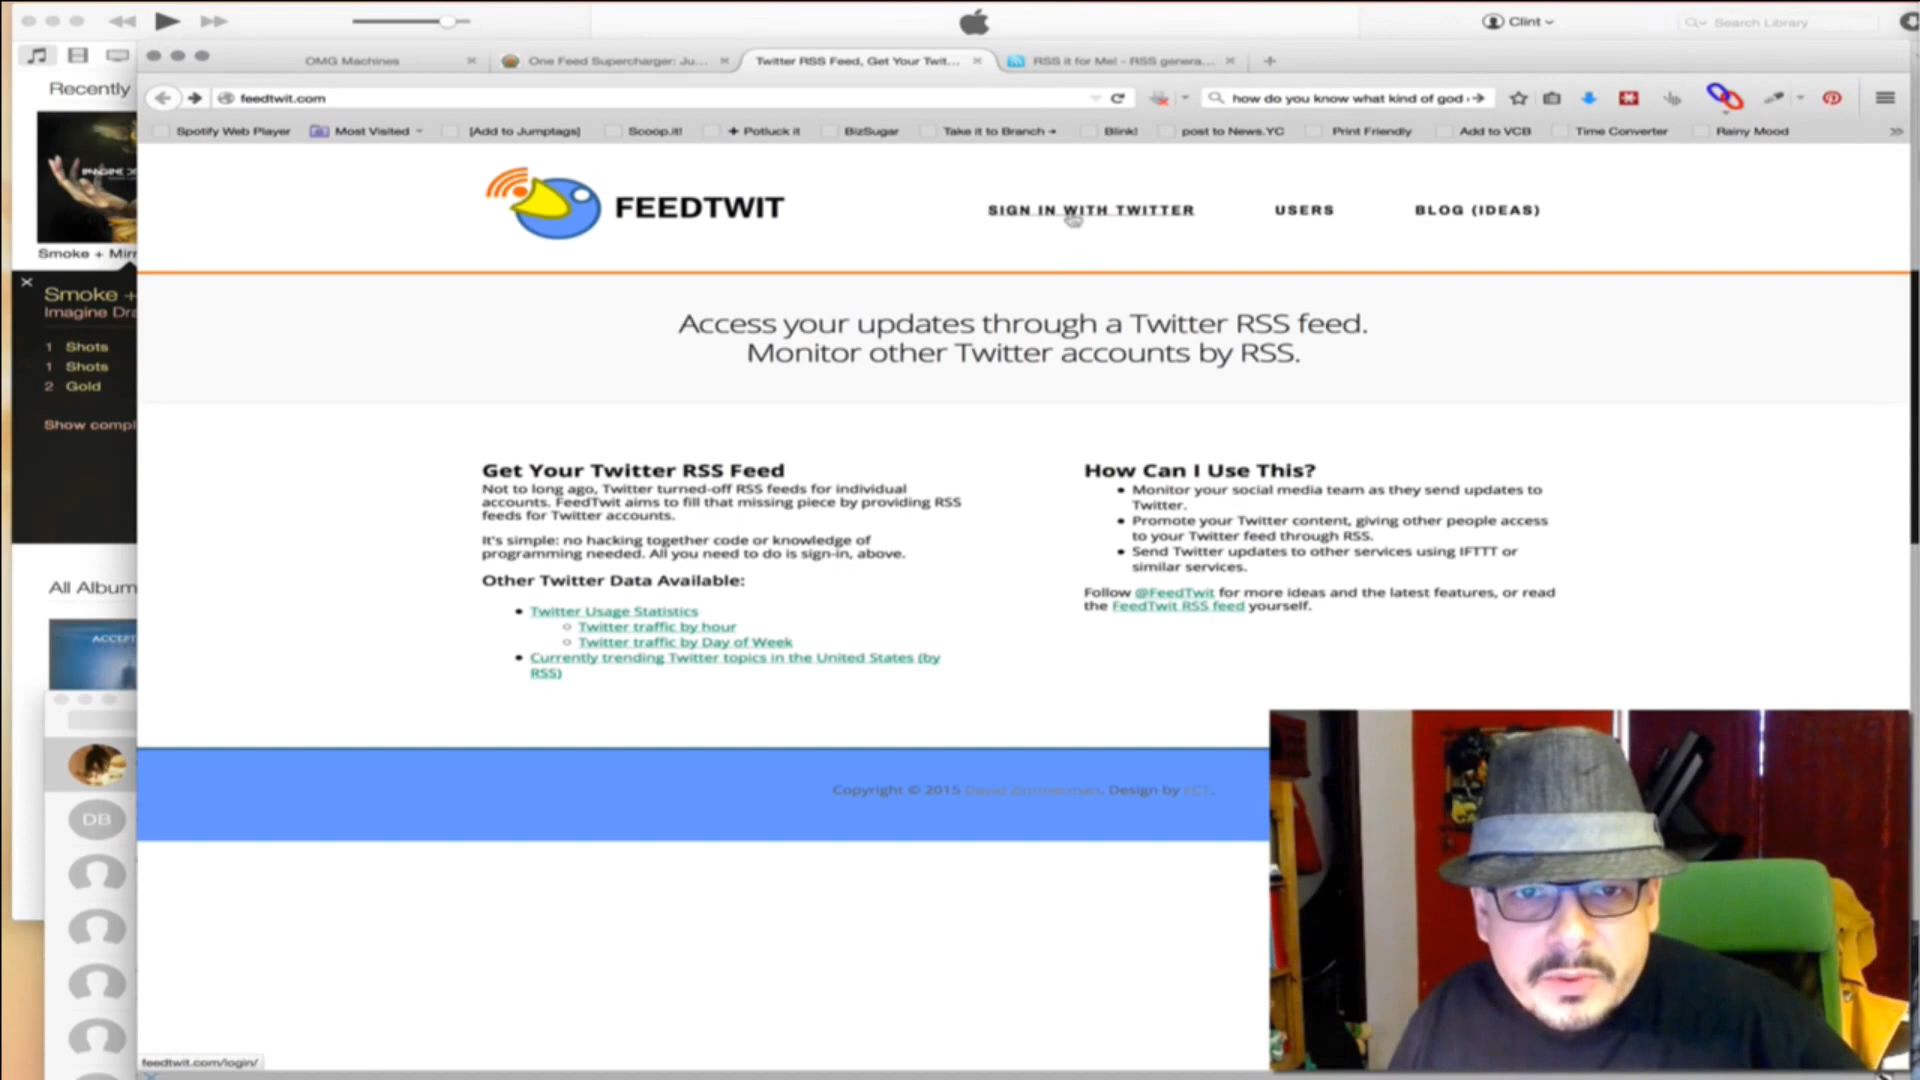 Clint
Search Library
OMG Machines
One Feed Supercharger: Ju...
Twitter RSS Feed, Get Your Twit...
RSS it for Me! - RSS genera...
Recently
feedtwit.com
how do you know what kind of god
Spotify Web Player
Most Visited
[Add to Jumptags]
Scoop.it!
+ Potluck it
BizSugar
Take it to Branch →
Blink!
post to News.YC
Print Friendly
Add to VCB
Time Converter
Rainy Mood
FEEDTWIT
SIGN IN WITH TWITTER
USERS
BLOG (IDEAS)
Smoke + Mirr
Smoke +
Imagine Dra
1 Shots
1 Shots
2 Gold
Show compl
All Album
ACCEPT
DB
Access your updates through a Twitter RSS feed.
Monitor other Twitter accounts by RSS.
Get Your Twitter RSS Feed
Not to long ago, Twitter turned-off RSS feeds for individual
accounts. FeedTwit aims to fill that missing piece by providing RSS
feeds for Twitter accounts.
It's simple: no hacking together code or knowledge of
programming needed. All you need to do is sign-in, above.
Other Twitter Data Available:
Twitter Usage Statistics
Twitter traffic by hour
Twitter traffic by Day of Week
Currently trending Twitter topics in the United States (by
RSS)
How Can I Use This?
Monitor your social media team as they send updates to
Twitter.
Promote your Twitter content, giving other people access
to your Twitter feed through RSS.
Send Twitter updates to other services using IFTTT or
similar services.
Follow @FeedTwit for more ideas and the latest features, or read
the FeedTwit RSS feed yourself.
Copyright © 2015 David Zimmerman. Design by FCT.
feedtwit.com/login/